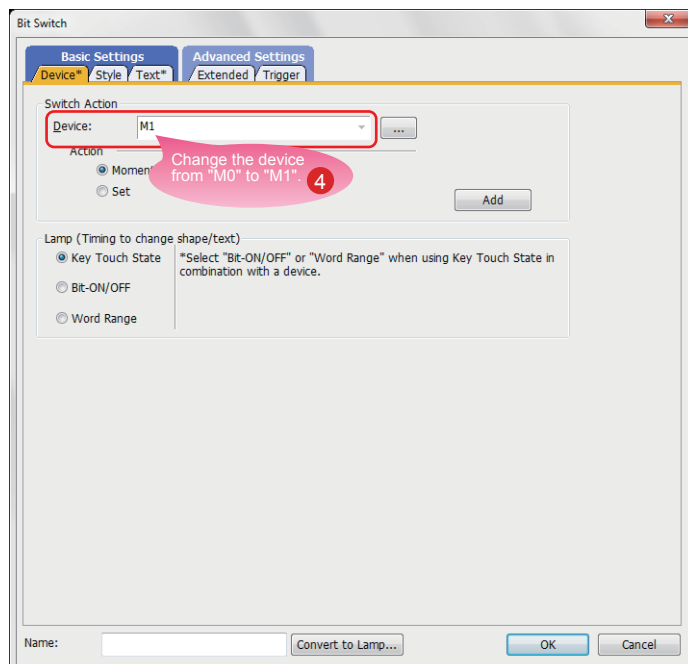 Bit Switch
Basic Settings
Advanced Settings
Device* Style Text* Extended Trigger
Switch Action
Device: M1 ...
Action
Change the device
from "M0" to "M1". 4
Set
Add
Lamp (Timing to change shape/text)
Key Touch State
*Select "Bit-ON/OFF" or "Word Range" when using Key Touch State in
combination with a device.
Bit-ON/OFF
Word Range
Name: Convert to Lamp... OK Cancel